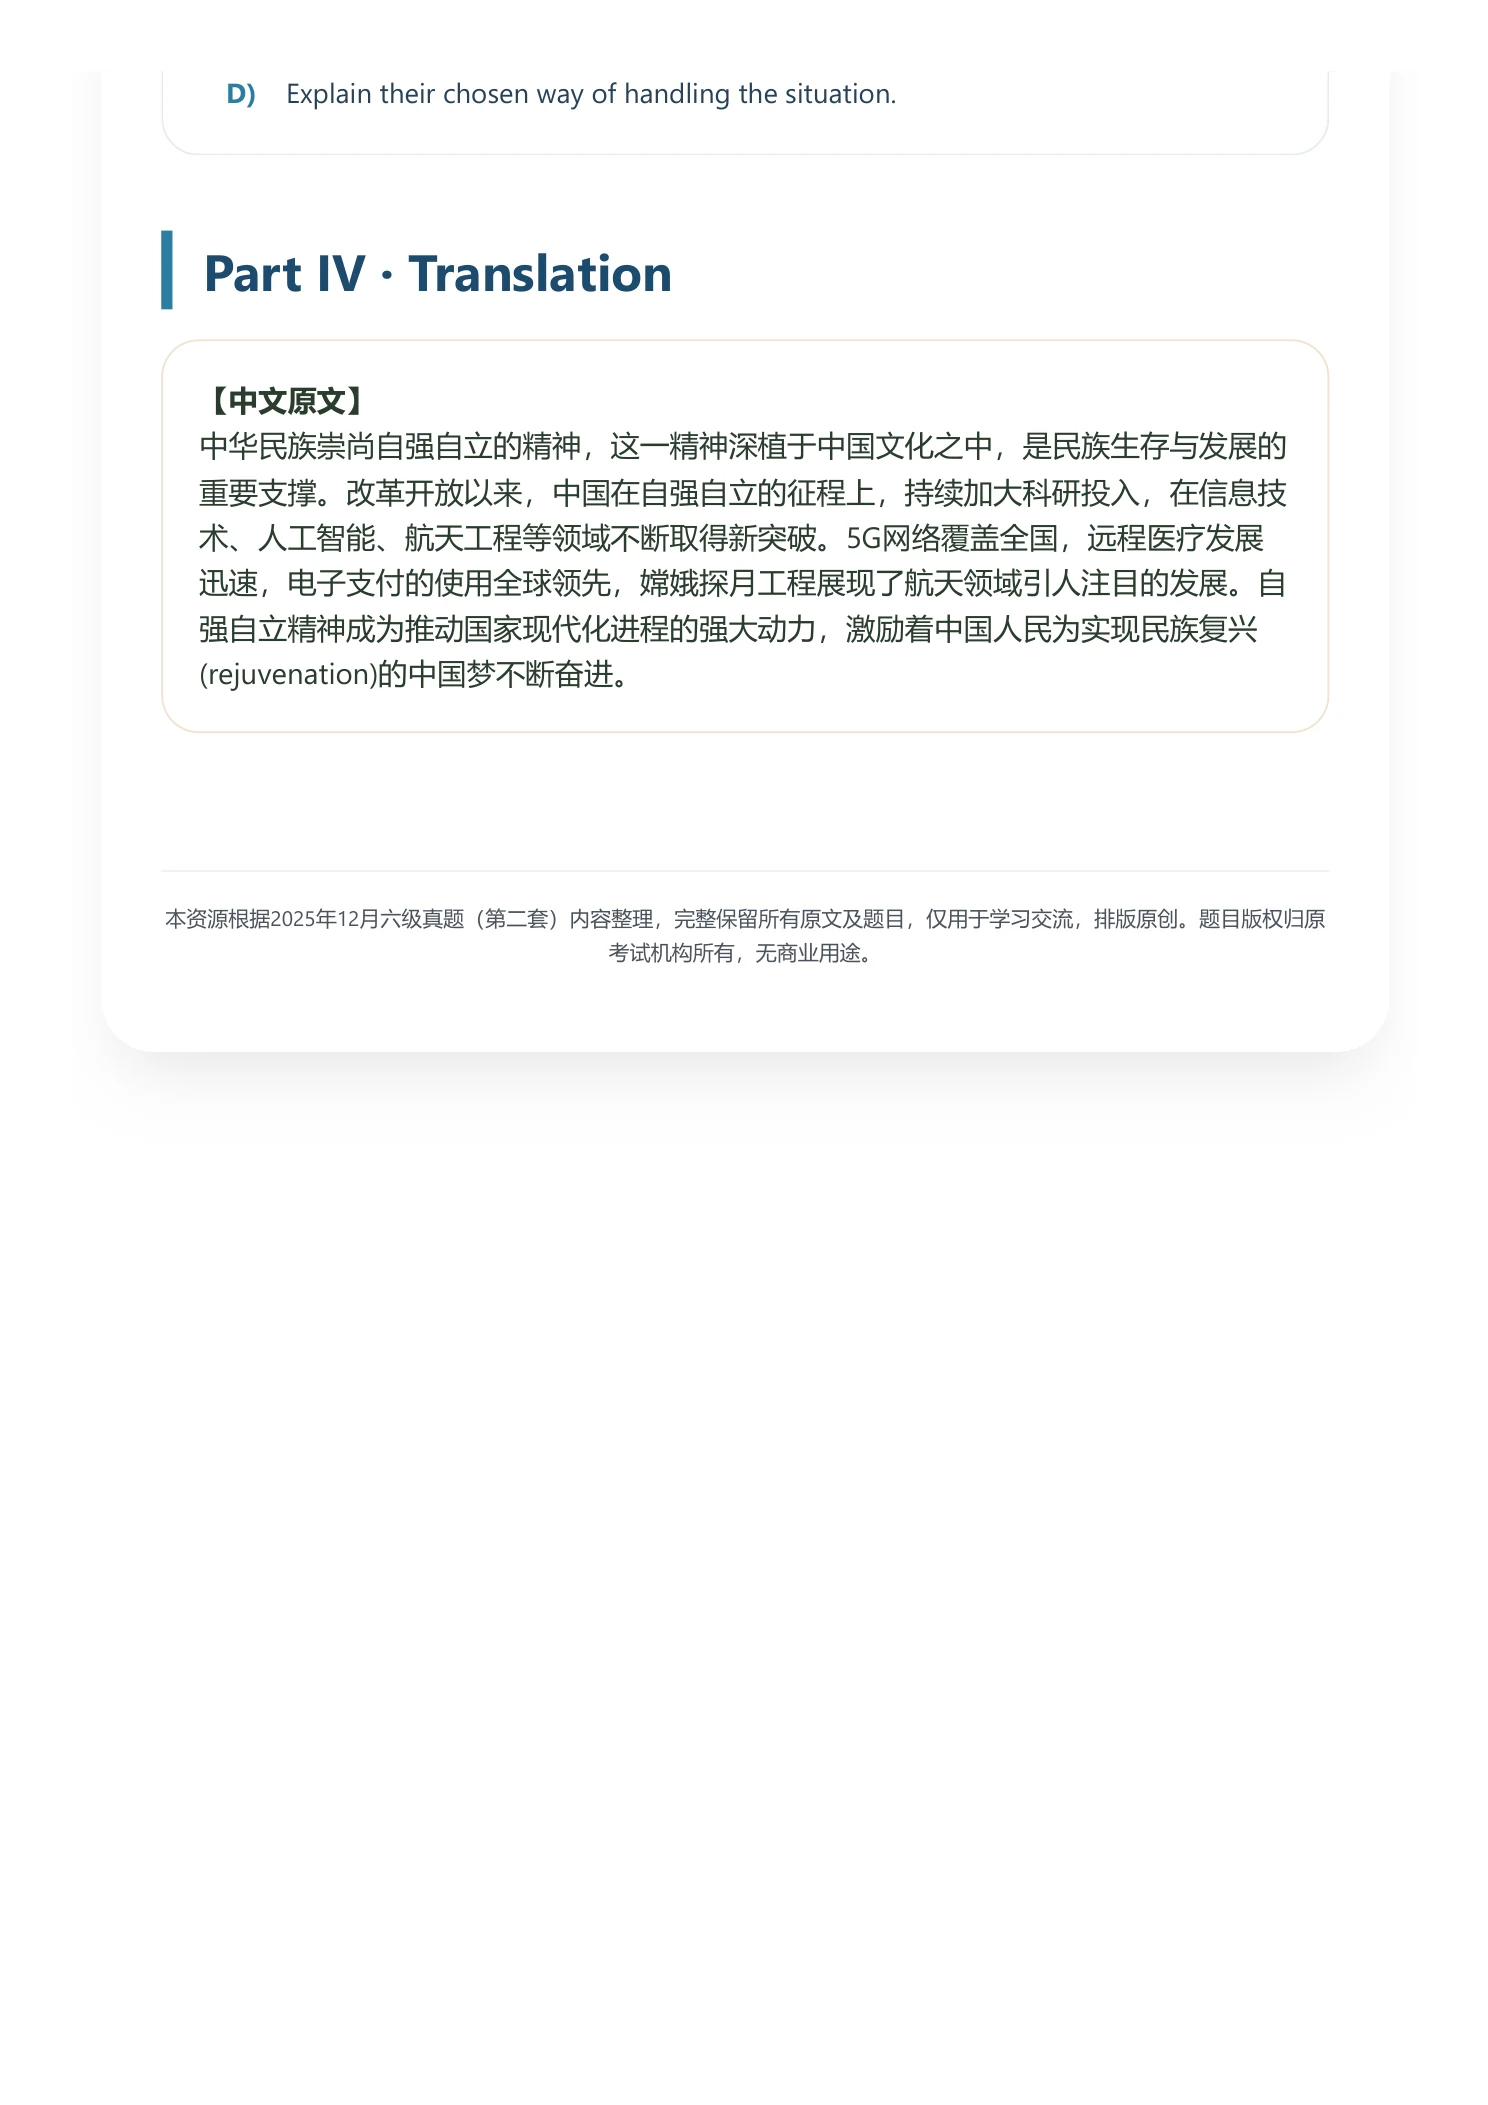 D) Explain their chosen way of handling the situation.
Part IV · Translation
【中文原文】
中华民族崇尚自强自立的精神，这一精神深植于中国文化之中，是民族生存与发展的
重要支撑。改革开放以来，中国在自强自立的征程上，持续加大科研投入，在信息技
术、人工智能、航天工程等领域不断取得新突破。5G网络覆盖全国，远程医疗发展
迅速，电子支付的使用全球领先，嫦娥探月工程展现了航天领域引人注目的发展。自
强自立精神成为推动国家现代化进程的强大动力，激励着中国人民为实现民族复兴
(rejuvenation)的中国梦不断奋进。
本资源根据2025年12月六级真题（第二套）内容整理，完整保留所有原文及题目，仅用于学习交流，排版原创。题目版权归原
考试机构所有，无商业用途。